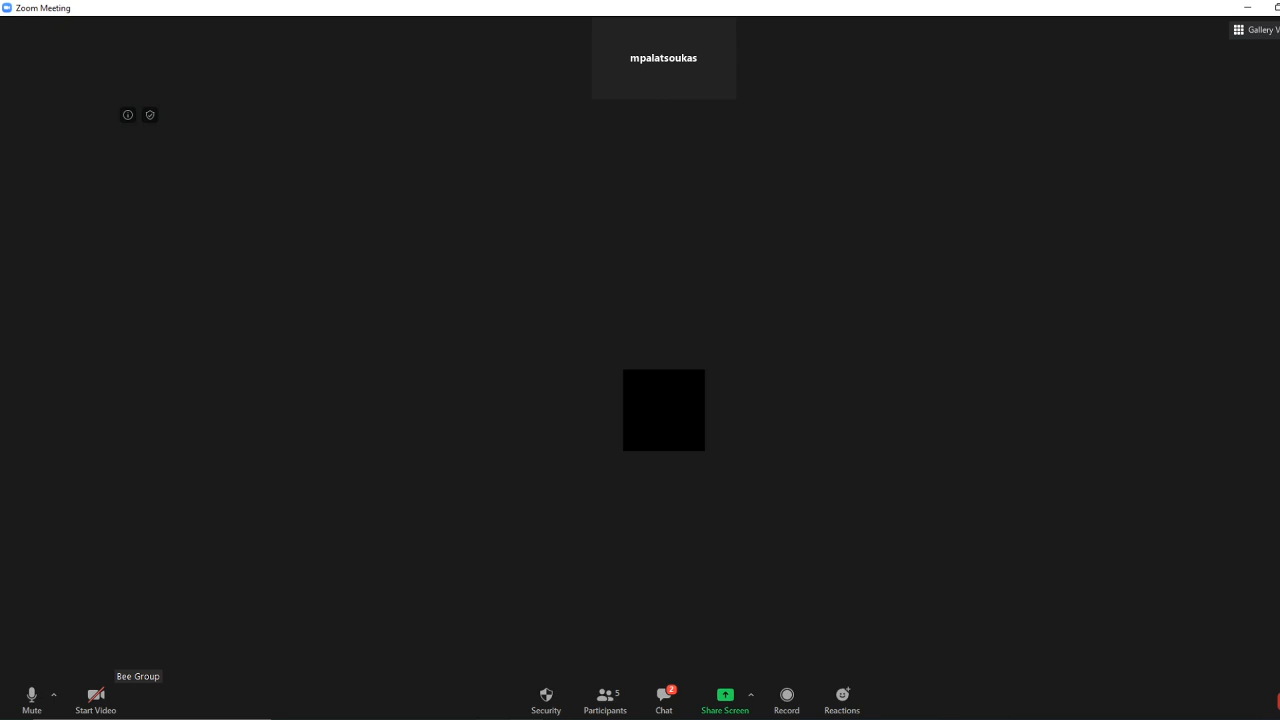 Zoom Meeting
Gallery V
mpalatsoukas
Bee Group
Mute
Start Video
Security
Participants
5
Chat
2
Share Screen
Record
Reactions